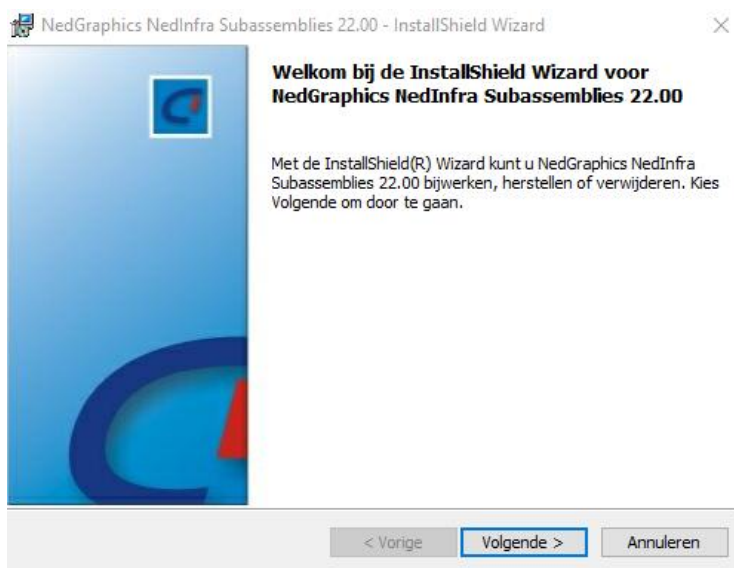 NedGraphics NedInfra Subassemblies 22.00 - InstallShield Wizard
Welkom bij de InstallShield Wizard voor
NedGraphics NedInfra Subassemblies 22.00
Met de InstallShield(R) Wizard kunt u NedGraphics NedInfra
Subassemblies 22.00 bijwerken, herstellen of verwijderen. Kies
Volgende om door te gaan.
< Vorige
Volgende >
Annuleren